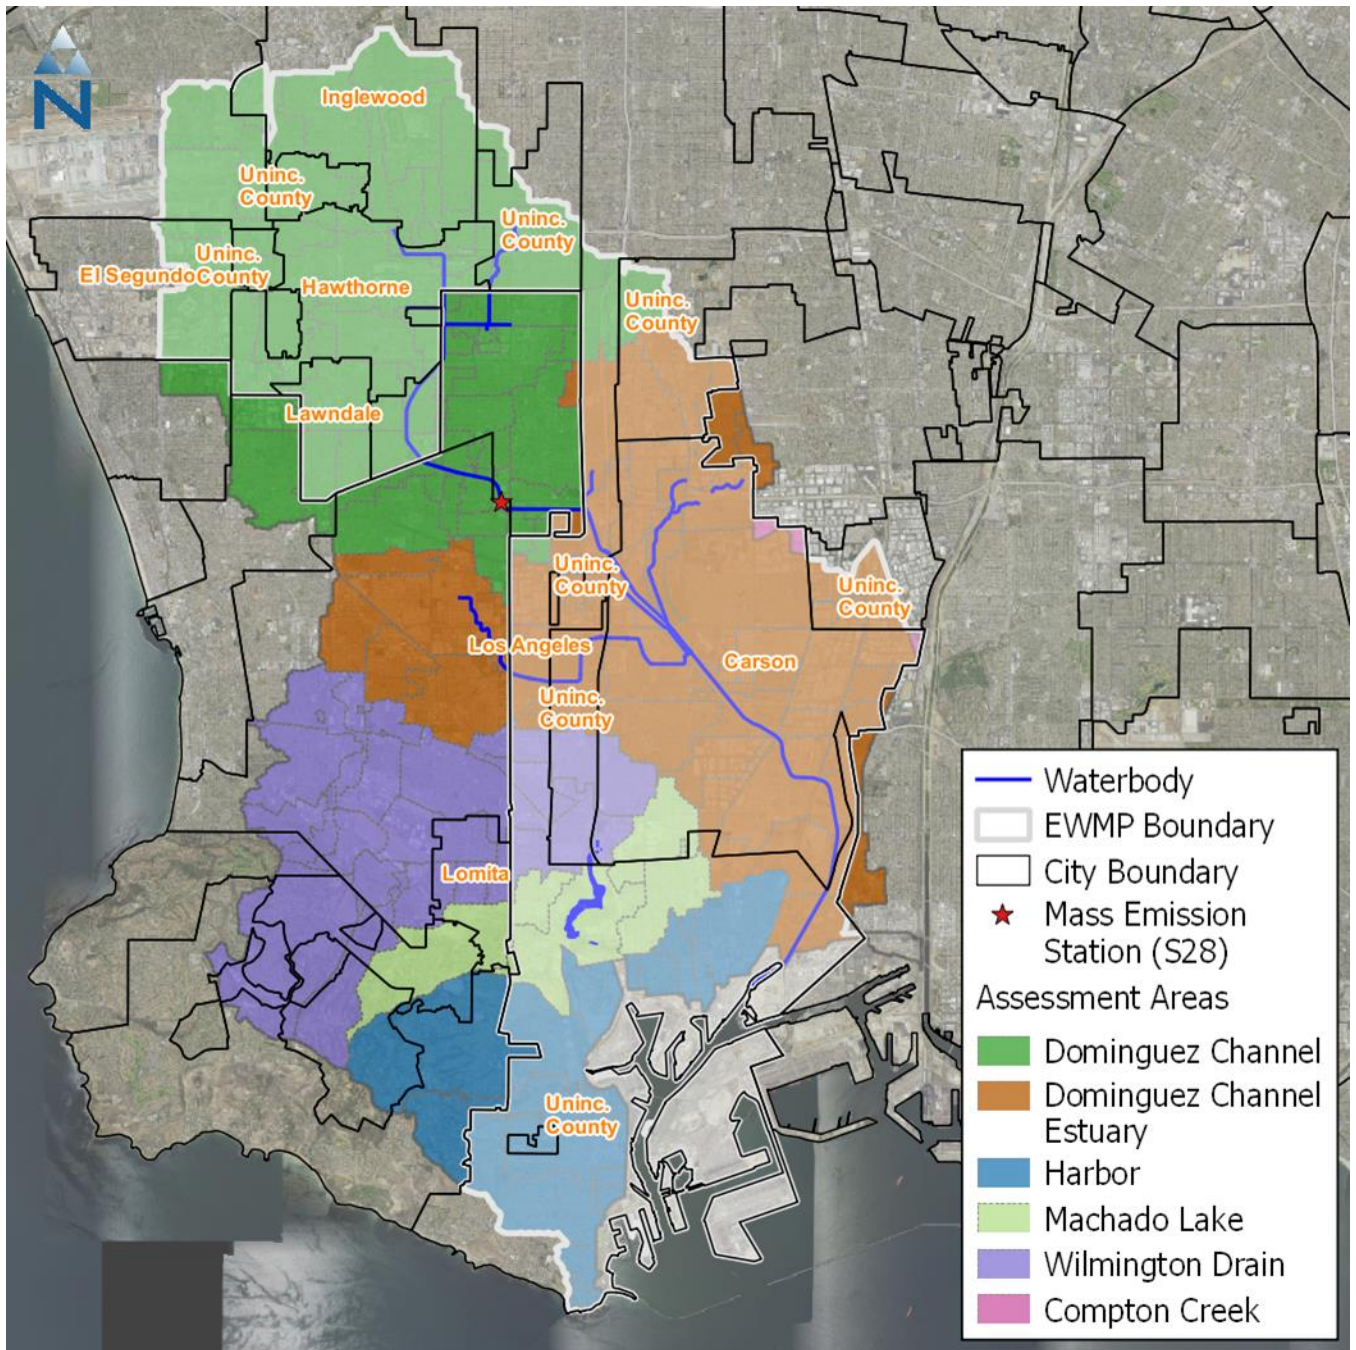 N
Inglewood
Uninc.
County
Uninc.
County
Uninc.
County
El Segundo
Hawthorne
Uninc.
County
Lawndale
Uninc.
County
Uninc.
County
Los Angeles
Carson
Uninc.
County
Lomita
Uninc.
County
Waterbody
EWMP Boundary
City Boundary
Mass Emission
Station (S28)
Assessment Areas
Dominguez Channel
Dominguez Channel
Estuary
Harbor
Machado Lake
Wilmington Drain
Compton Creek